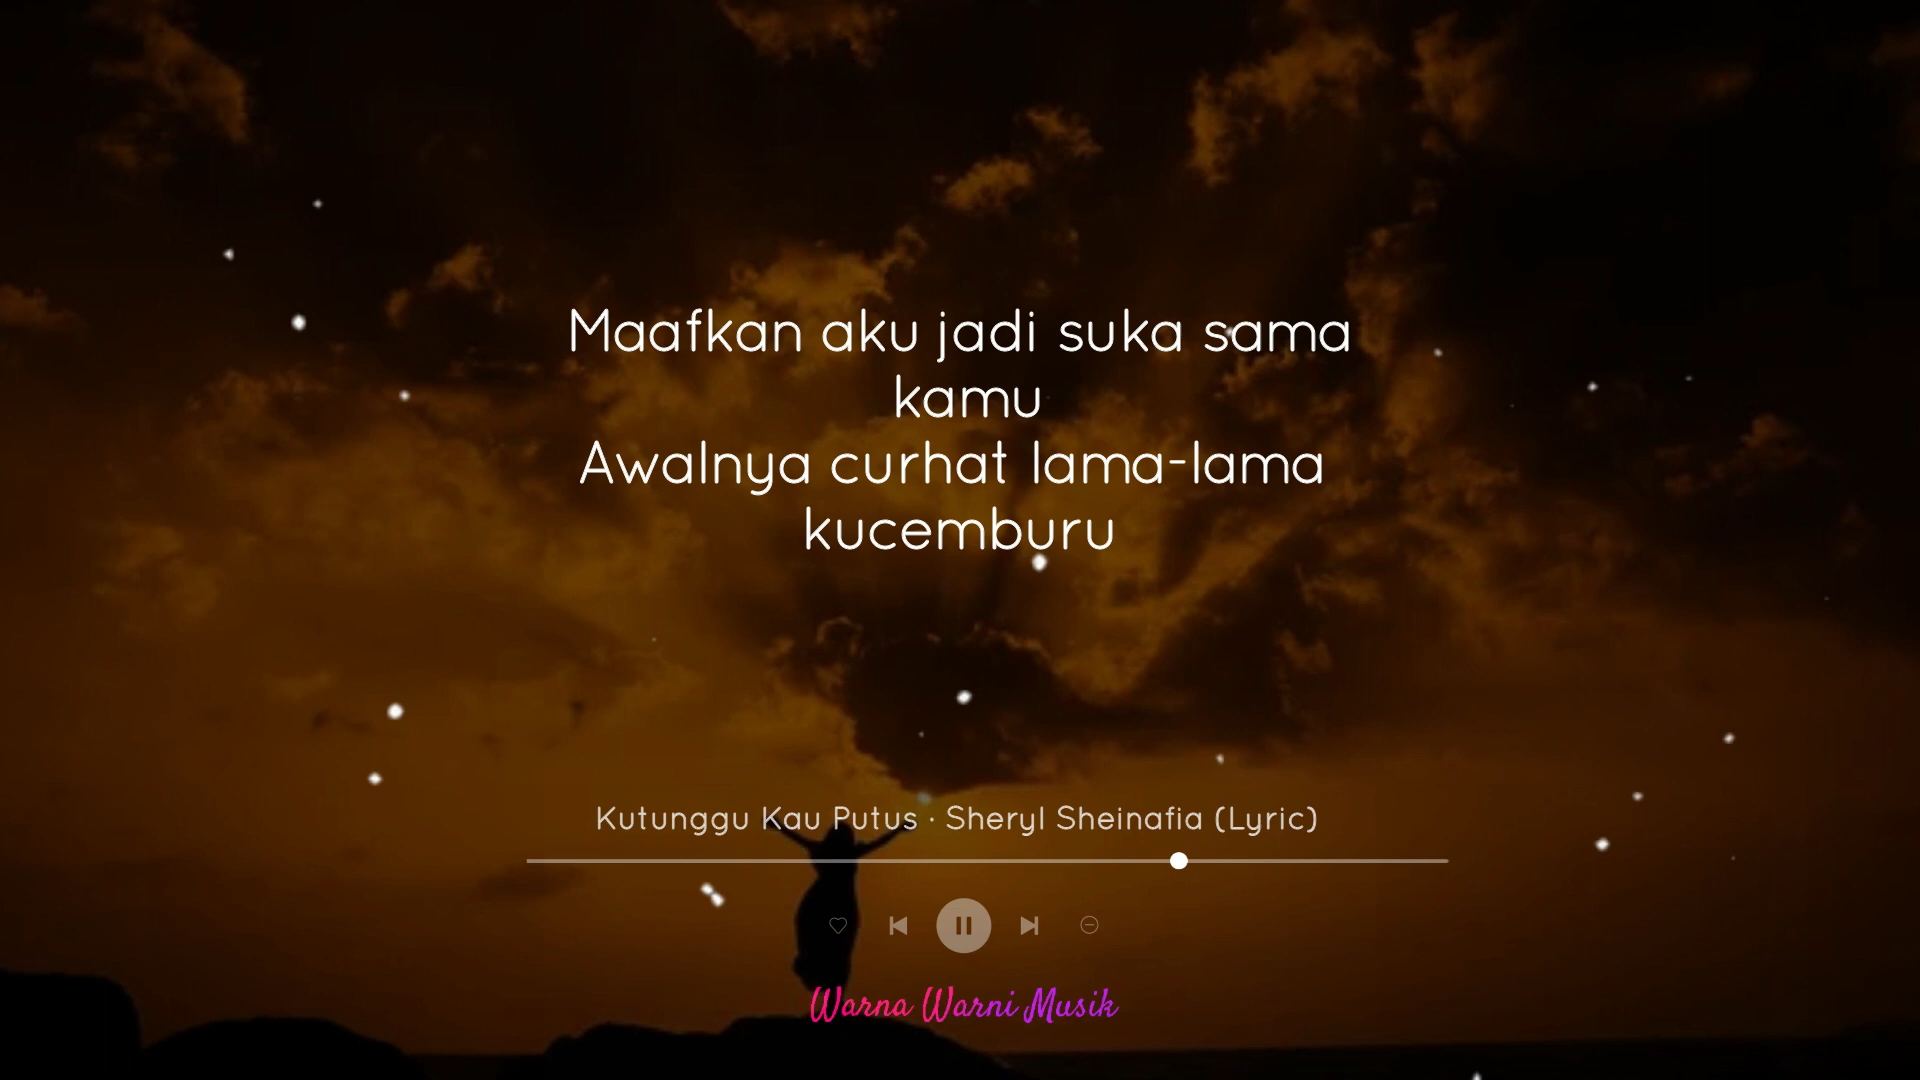 Maafkan aku jadi suka sama
kamu
Awalnya curhat lama-lama
kucemburu
Kutunggu Kau Putus · Sheryl Sheinafia (Lyric)
Warna Warni Musik